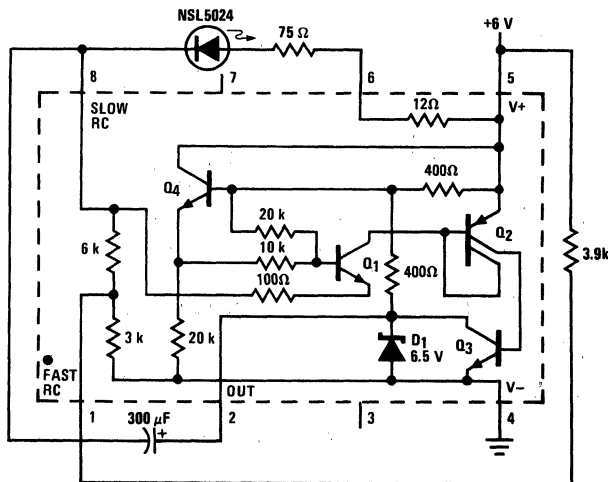 NSL5024
+6 V
75 Ω
8
7
6
5
SLOW
RC
12Ω
V+
Q4
400Ω
20 k
Q2
6 k
10 k
Q1
400Ω
3.9k
100Ω
3 k
20 k
D1
6.5 V
Q3
FAST
RC
OUT
V−
1
300 µF
+
2
3
4